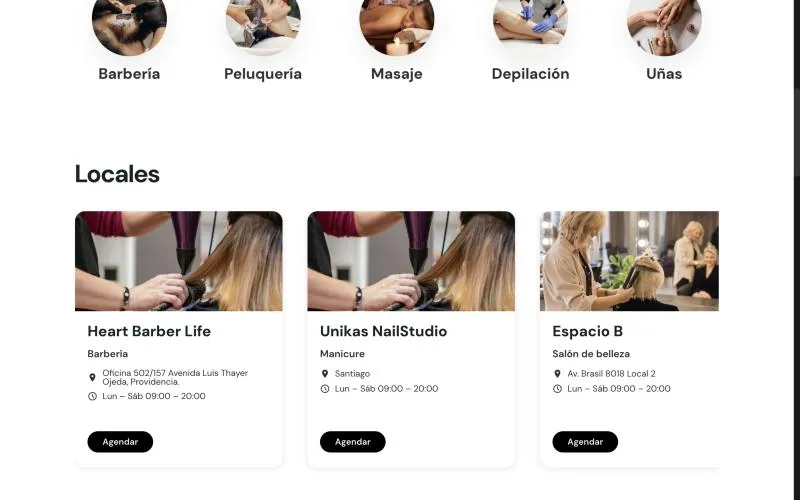 Barbería
Peluquería
Masaje
Depilación
Uñas
Locales
Heart Barber Life
Barbería
Oficina 502/157 Avenida Luis Thayer
Ojeda, Providencia.
Lun – Sáb 09:00 – 20:00
Agendar
Unikas NailStudio
Manicure
Santiago
Lun – Sáb 09:00 – 20:00
Agendar
Espacio B
Salón de belleza
Av. Brasil 8018 Local 2
Lun – Sáb 09:00 – 20:00
Agendar